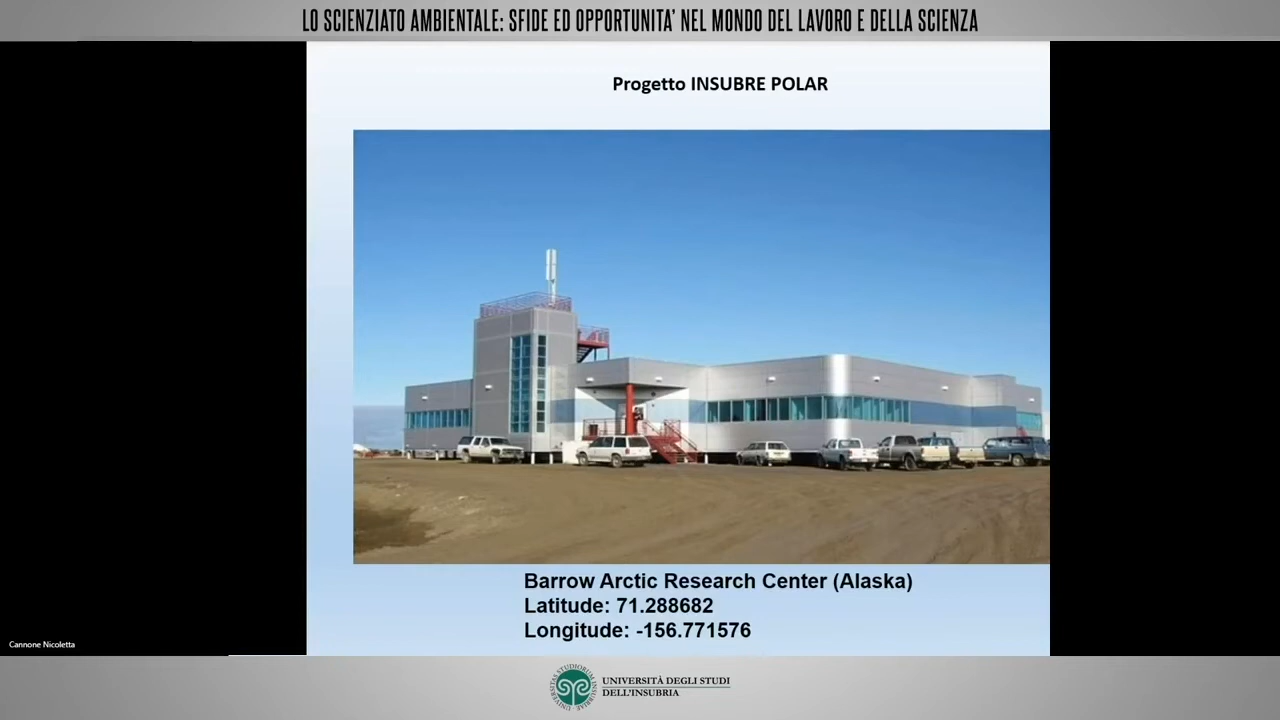 LO SCIENZIATO AMBIENTALE: SFIDE ED OPPORTUNITA' NEL MONDO DEL LAVORO E DELLA SCIENZA
Progetto INSUBRE POLAR
Barrow Arctic Research Center (Alaska)
Latitude: 71.288682
Longitude: -156.771576
Cannone Nicoletta
UNIVERSITÀ DEGLI STUDI
DELL'INSUBRIA